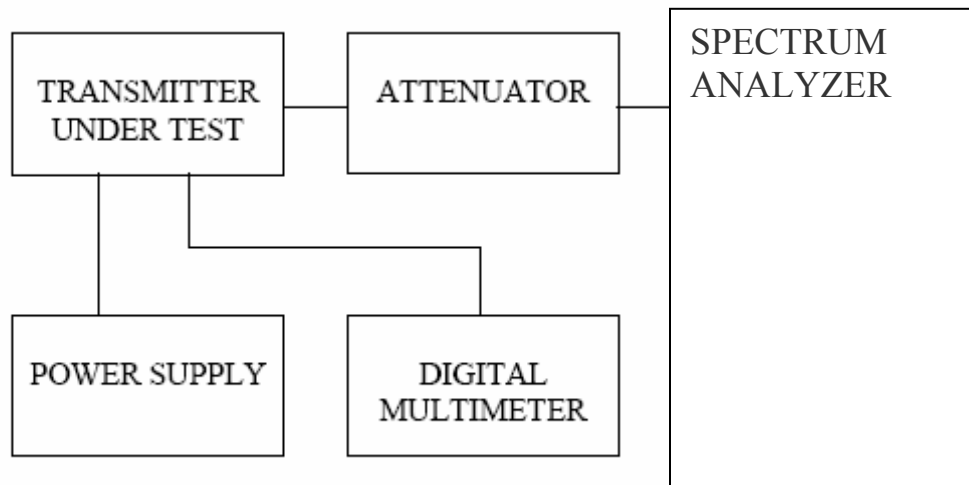 TRANSMITTER
UNDER TEST
ATTENUATOR
SPECTRUM
ANALYZER
POWER SUPPLY
DIGITAL
MULTIMETER